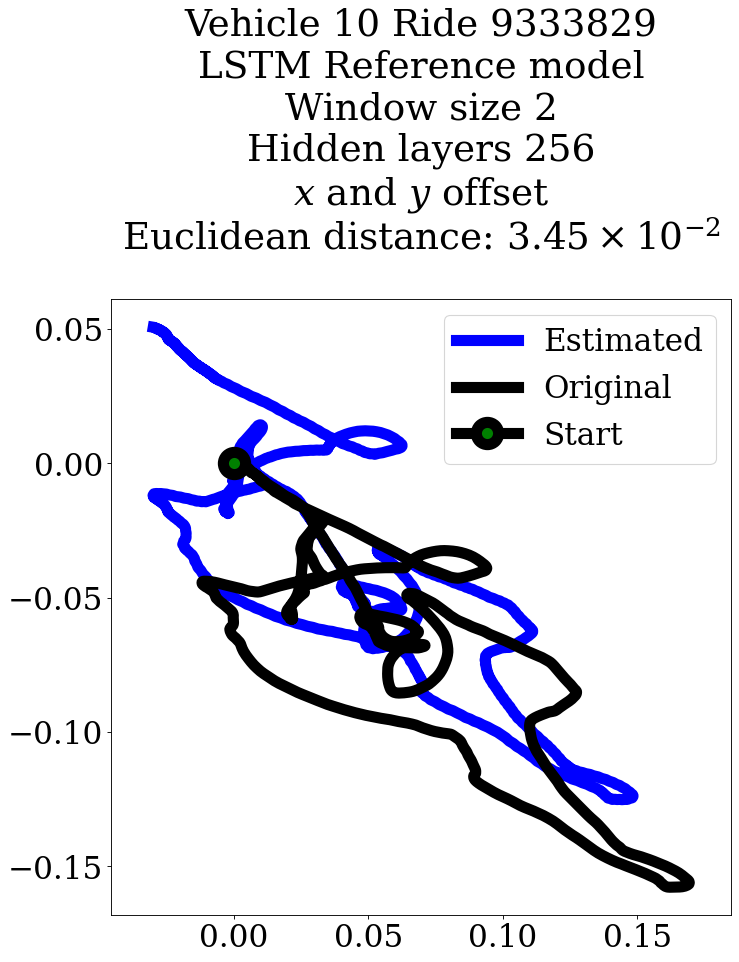 Vehicle 10 Ride 9333829
LSTM Reference model
Window size 2
Hidden layers 256
x and y offset
Euclidean distance: 3.45 × 10⁻²
Estimated
Original
Start
0.05
0.00
−0.05
−0.10
−0.15
0.00 0.05 0.10 0.15